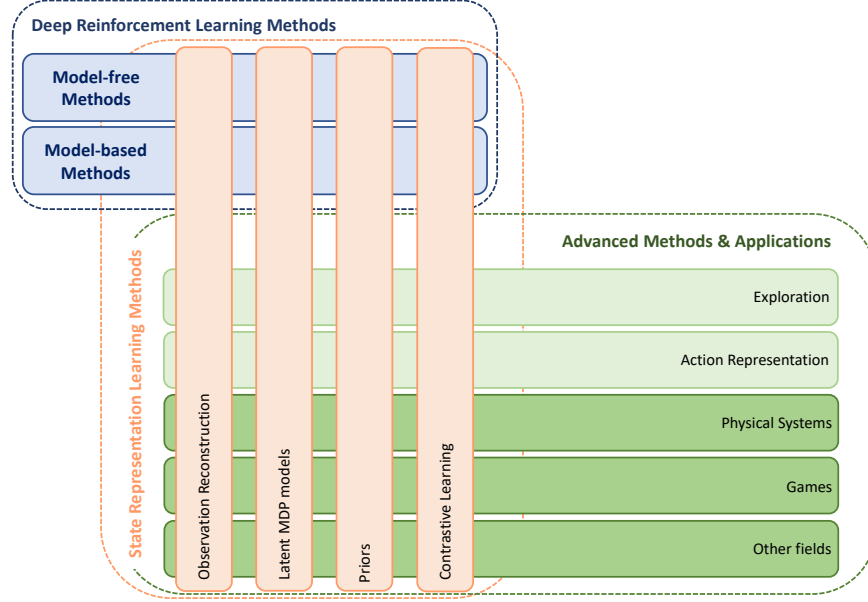 Deep Reinforcement Learning Methods
Model-free
Methods
Model-based
Methods
Advanced Methods & Applications
Exploration
Action Representation
Physical Systems
Games
Other fields
State Representation Learning Methods
Observation Reconstruction
Latent MDP models
Priors
Contrastive Learning